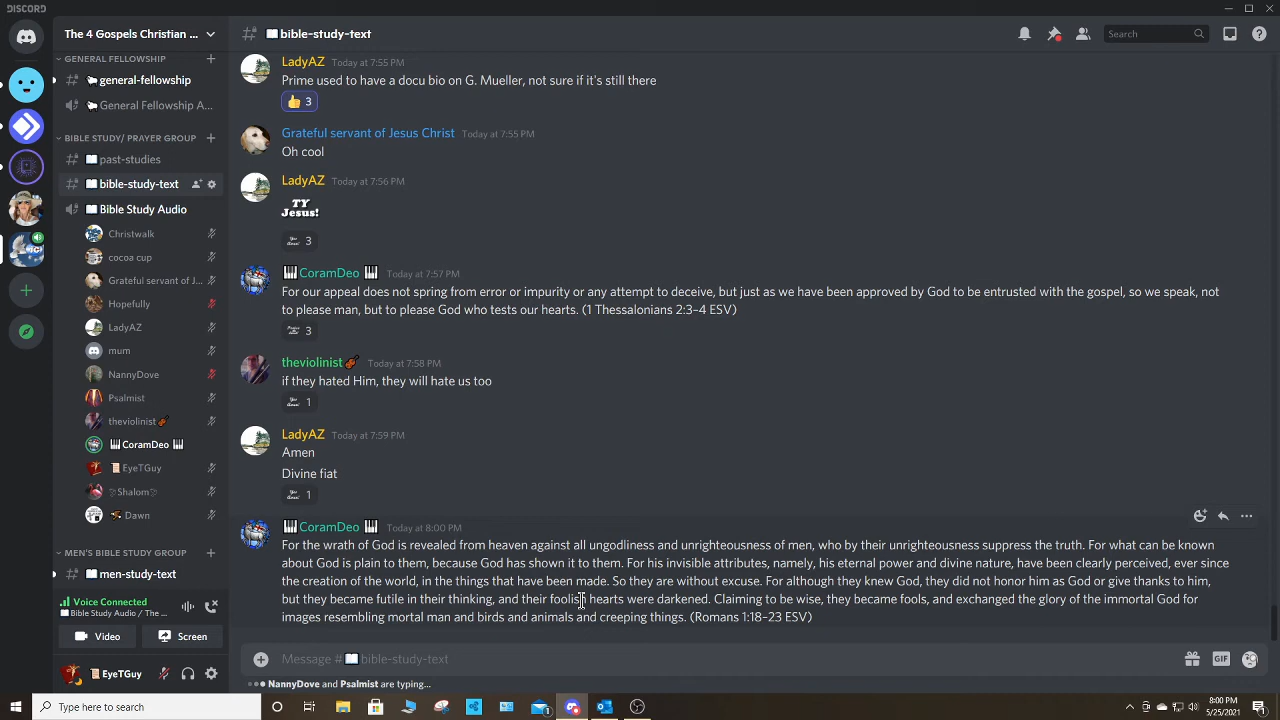 DISCORD
The 4 Gospels Christian ...
GENERAL FELLOWSHIP
general-fellowship
General Fellowship A...
BIBLE STUDY/ PRAYER GROUP
past-studies
bible-study-text
Bible Study Audio
Christwalk
cocoa cup
Grateful servant of J...
Hopefully
LadyAZ
mum
NannyDove
Psalmist
theviolinist
CoramDeo
EyeTGuy
Shalom
Dawn
MEN'S BIBLE STUDY GROUP
men-study-text
Voice Connected
Bible Study Audio / The ...
Video Screen
EyeTGuy
bible-study-text
Search
LadyAZ Today at 7:55 PM
Prime used to have a docu bio on G. Mueller, not sure if it's still there
3
Grateful servant of Jesus Christ Today at 7:55 PM
Oh cool
LadyAZ Today at 7:56 PM
TY
Jesus!
3
CoramDeo Today at 7:57 PM
For our appeal does not spring from error or impurity or any attempt to deceive, but just as we have been approved by God to be entrusted with the gospel, so we speak, not
to please man, but to please God who tests our hearts. (1 Thessalonians 2:3–4 ESV)
3
theviolinist Today at 7:58 PM
if they hated Him, they will hate us too
1
LadyAZ Today at 7:59 PM
Amen
Divine fiat
1
CoramDeo Today at 8:00 PM
For the wrath of God is revealed from heaven against all ungodliness and unrighteousness of men, who by their unrighteousness suppress the truth. For what can be known
about God is plain to them, because God has shown it to them. For his invisible attributes, namely, his eternal power and divine nature, have been clearly perceived, ever since
the creation of the world, in the things that have been made. So they are without excuse. For although they knew God, they did not honor him as God or give thanks to him,
but they became futile in their thinking, and their foolish hearts were darkened. Claiming to be wise, they became fools, and exchanged the glory of the immortal God for
images resembling mortal man and birds and animals and creeping things. (Romans 1:18–23 ESV)
Message # bible-study-text
GIF
NannyDove and Psalmist are typing...
Type here to search
8:00 PM
5/25/2021